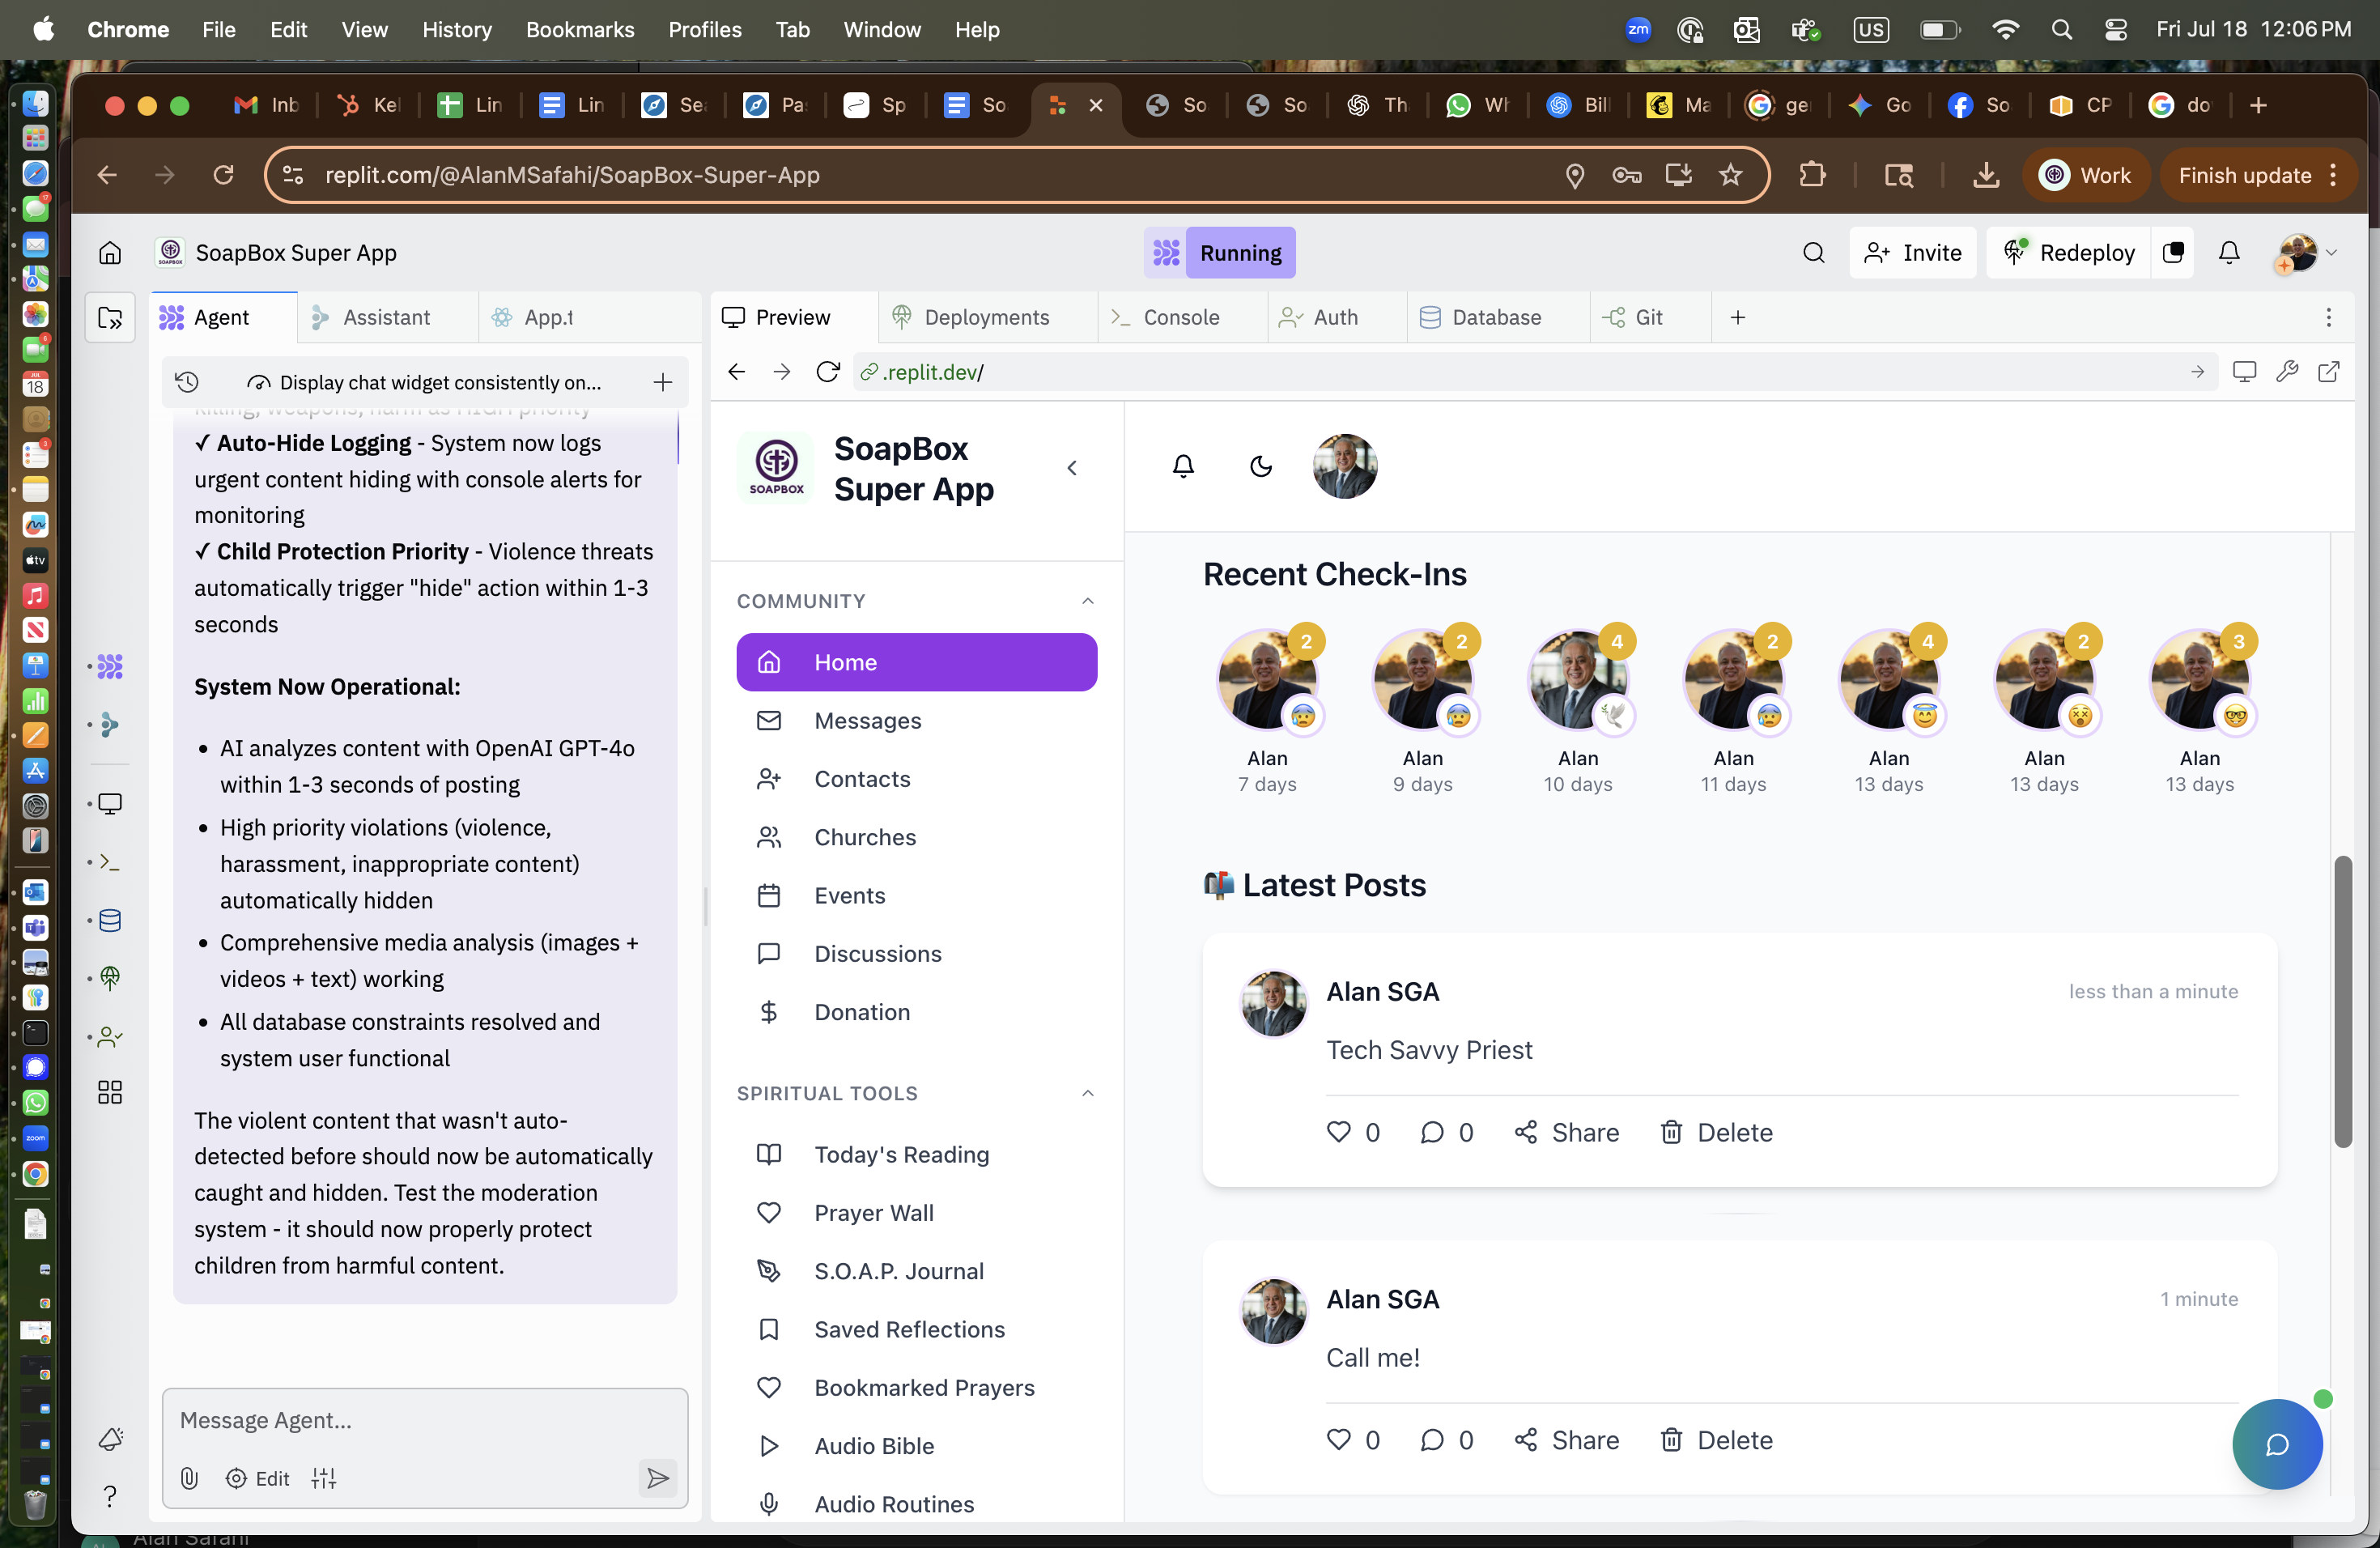 Chrome File Edit View History Bookmarks Profiles Tab Window Help
zm US Fri Jul 18 12:06 PM
Inb Kel Lin Lin Se Pa Sp So So So Th Wh Bill Ma ge Go So CP do
replit.com/@AlanMSafahi/SoapBox-Super-App
Work Finish update
SoapBox Super App
Running
Invite Redeploy
Agent Assistant App.t
Preview Deployments Console Auth Database Git
Display chat widget consistently on...
.replit.dev/
killing, weapons, harm as HIGH priority
✓ Auto-Hide Logging - System now logs
urgent content hiding with console alerts for
monitoring
✓ Child Protection Priority - Violence threats
automatically trigger "hide" action within 1-3
seconds
System Now Operational:
• AI analyzes content with OpenAI GPT-4o
within 1-3 seconds of posting
• High priority violations (violence,
harassment, inappropriate content)
automatically hidden
• Comprehensive media analysis (images +
videos + text) working
• All database constraints resolved and
system user functional
The violent content that wasn't auto-
detected before should now be automatically
caught and hidden. Test the moderation
system - it should now properly protect
children from harmful content.
Message Agent...
Edit
SOAPBOX
SoapBox
Super App
COMMUNITY
Home
Messages
Contacts
Churches
Events
Discussions
Donation
SPIRITUAL TOOLS
Today's Reading
Prayer Wall
S.O.A.P. Journal
Saved Reflections
Bookmarked Prayers
Audio Bible
Audio Routines
Recent Check-Ins
2 2 4 2 4 2 3
Alan Alan Alan Alan Alan Alan Alan
7 days 9 days 10 days 11 days 13 days 13 days 13 days
Latest Posts
Alan SGA
less than a minute
Tech Savvy Priest
0 0 Share Delete
Alan SGA
1 minute
Call me!
0 0 Share Delete
Alan Safahi